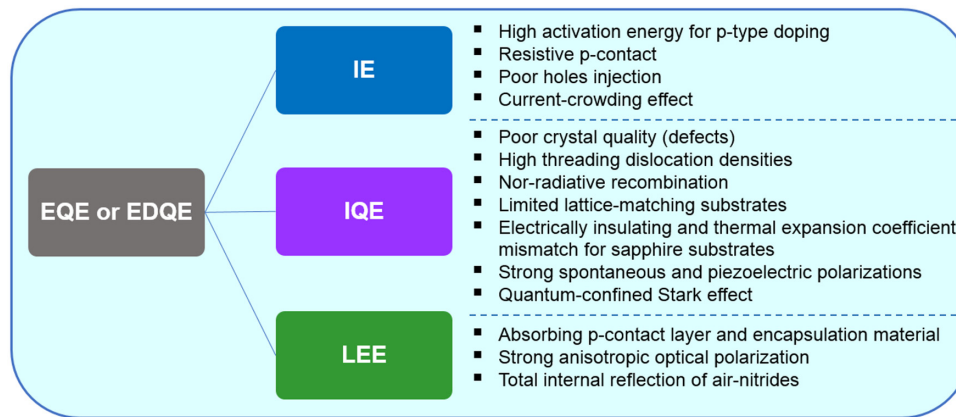 EQE or EDQE
IE
▪ High activation energy for p-type doping
▪ Resistive p-contact
▪ Poor holes injection
▪ Current-crowding effect
IQE
▪ Poor crystal quality (defects)
▪ High threading dislocation densities
▪ Nor-radiative recombination
▪ Limited lattice-matching substrates
▪ Electrically insulating and thermal expansion coefficient
mismatch for sapphire substrates
▪ Strong spontaneous and piezoelectric polarizations
▪ Quantum-confined Stark effect
LEE
▪ Absorbing p-contact layer and encapsulation material
▪ Strong anisotropic optical polarization
▪ Total internal reflection of air-nitrides